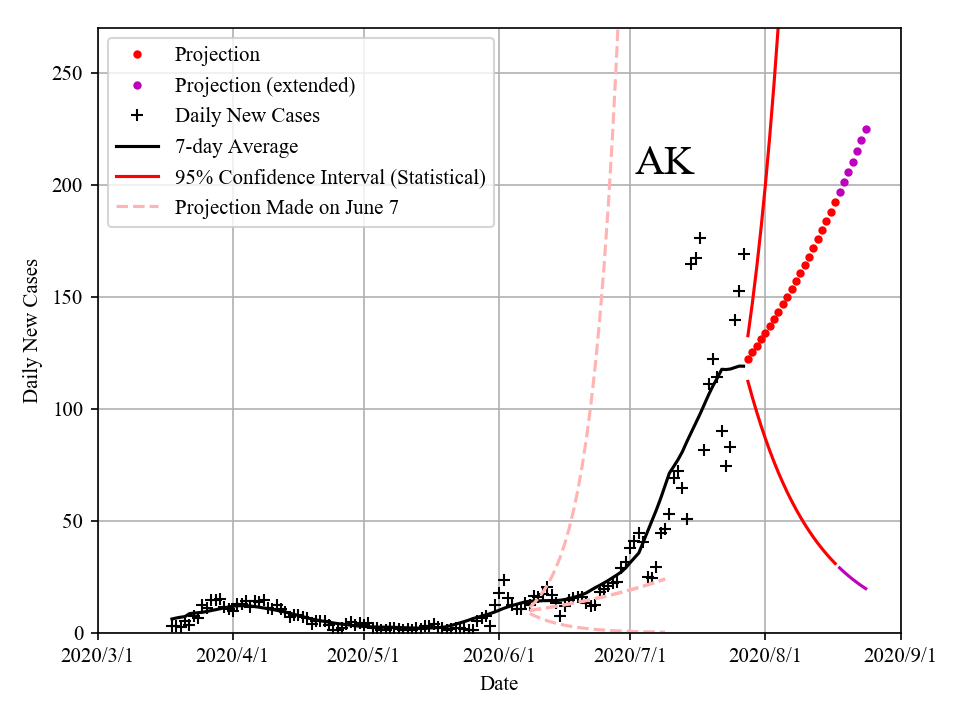 Projection
Projection (extended)
Daily New Cases
7-day Average
95% Confidence Interval (Statistical)
Projection Made on June 7
AK
250
200
150
100
50
0
Daily New Cases
2020/3/1 2020/4/1 2020/5/1 2020/6/1 2020/7/1 2020/8/1 2020/9/1
Date